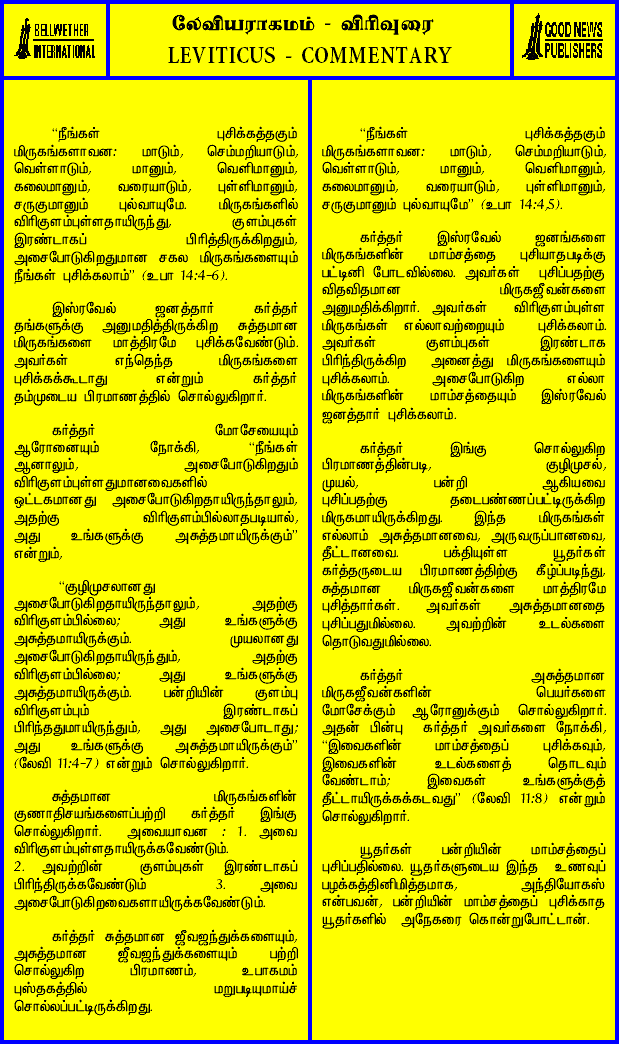 BELLWETHER
INTERNATIONAL
லேவியராகமம் - விரிவுரை
LEVITICUS - COMMENTARY
GOOD NEWS
PUBLISHERS
“நீங்கள் புசிக்கத்தகும்
மிருகங்களாவன: மாடும், செம்மறியாடும்,
வெள்ளாடும், மானும், வெளிமானும்,
கலைமானும், வரையாடும், புள்ளிமானும்,
சருகுமானும் புல்வாயுமே. மிருகங்களில்
விரிகுளம்புள்ளதாயிருந்து, குளம்புகள்
இரண்டாகப் பிரித்திருக்கிறதும்,
அசைபோடுகிறதுமான சகல மிருகங்களையும்
நீங்கள் புசிக்கலாம்” (உபா 14:4-6).
இஸ்ரவேல் ஜனத்தார் கர்த்தர்
தங்களுக்கு அனுமதித்திருக்கிற சுத்தமான
மிருகங்களை மாத்திரமே புசிக்கவேண்டும்.
அவர்கள் எந்தெந்த மிருகங்களை
புசிக்கக்கூடாது என்றும் கர்த்தர்
தம்முடைய பிரமாணத்தில் சொல்லுகிறார்.
கர்த்தர் மோசேயையும்
ஆரோனையும் நோக்கி, “நீங்கள்
ஆனாலும், அசைபோடுகிறதும்
விரிகுளம்புள்ளதுமானவைகளில்
ஒட்டகமானது அசைபோடுகிறதாயிருந்தாலும்,
அதற்கு விரிகுளம்பில்லாதபடியால்,
அது உங்களுக்கு அசுத்தமாயிருக்கும்”
என்றும்,
“குழிமுசலானது
அசைபோடுகிறதாயிருந்தாலும், அதற்கு
விரிகுளம்பில்லை; அது உங்களுக்கு
அசுத்தமாயிருக்கும். முயலானது
அசைபோடுகிறதாயிருந்தும், அதற்கு
விரிகுளம்பில்லை; அது உங்களுக்கு
அசுத்தமாயிருக்கும். பன்றியின் குளம்பு
விரிகுளம்பும் இரண்டாகப்
பிரிந்ததுமாயிருந்தும், அது அசைபோடாது;
அது உங்களுக்கு அசுத்தமாயிருக்கும்”
(லேவி 11:4-7) என்றும் சொல்லுகிறார்.
சுத்தமான மிருகங்களின்
குணாதிசயங்களைப்பற்றி கர்த்தர் இங்கு
சொல்லுகிறார். அவையாவன : 1. அவை
விரிகுளம்புள்ளதாயிருக்கவேண்டும்.
2. அவற்றின் குளம்புகள் இரண்டாகப்
பிரிந்திருக்கவேண்டும் 3. அவை
அசைபோடுகிறவைகளாயிருக்கவேண்டும்.
கர்த்தர் சுத்தமான ஜீவஜந்துக்களையும்,
அசுத்தமான ஜீவஜந்துக்களையும் பற்றி
சொல்லுகிற பிரமாணம், உபாகமம்
புஸ்தகத்தில் மறுபடியுமாய்ச்
சொல்லப்பட்டிருக்கிறது.
“நீங்கள் புசிக்கத்தகும்
மிருகங்களாவன: மாடும், செம்மறியாடும்,
வெள்ளாடும், மானும், வெளிமானும்,
கலைமானும், வரையாடும், புள்ளிமானும்,
சருகுமானும் புல்வாயுமே” (உபா 14:4,5).
கர்த்தர் இஸ்ரவேல் ஜனங்களை
மிருகங்களின் மாம்சத்தை புசியாதபடிக்கு
பட்டினி போடவில்லை. அவர்கள் புசிப்பதற்கு
விதவிதமான மிருகஜீவன்களை
அனுமதிக்கிறார். அவர்கள் விரிகுளம்புள்ள
மிருகங்கள் எல்லாவற்றையும் புசிக்கலாம்.
அவர்கள் குளம்புகள் இரண்டாக
பிரிந்திருக்கிற அனைத்து மிருகங்களையும்
புசிக்கலாம். அசைபோடுகிற எல்லா
மிருகங்களின் மாம்சத்தையும் இஸ்ரவேல்
ஜனத்தார் புசிக்கலாம்.
கர்த்தர் இங்கு சொல்லுகிற
பிரமாணத்தின்படி, குழிமுசல்,
முயல், பன்றி ஆகியவை
புசிப்பதற்கு தடைபண்ணப்பட்டிருக்கிற
மிருகமாயிருக்கிறது. இந்த மிருகங்கள்
எல்லாம் அசுத்தமானவை, அருவருப்பானவை,
தீட்டானவை. பக்தியுள்ள யூதர்கள்
கர்த்தருடைய பிரமாணத்திற்கு கீழ்ப்படிந்து,
சுத்தமான மிருகஜீவன்களை மாத்திரமே
புசித்தார்கள். அவர்கள் அசுத்தமானதை
புசிப்பதுமில்லை. அவற்றின் உடல்களை
தொடுவதுமில்லை.
கர்த்தர் அசுத்தமான
மிருகஜீவன்களின் பெயர்களை
மோசேக்கும் ஆரோனுக்கும் சொல்லுகிறார்.
அதன் பின்பு கர்த்தர் அவர்களை நோக்கி,
“இவைகளின் மாம்சத்தைப் புசிக்கவும்,
இவைகளின் உடல்களைத் தொடவும்
வேண்டாம்; இவைகள் உங்களுக்குத்
தீட்டாயிருக்கக்கடவது” (லேவி 11:8) என்றும்
சொல்லுகிறார்.
யூதர்கள் பன்றியின் மாம்சத்தைப்
புசிப்பதில்லை. யூதர்களுடைய இந்த உணவுப்
பழக்கத்தினிமித்தமாக, அந்தியோகஸ்
என்பவன், பன்றியின் மாம்சத்தைப் புசிக்காத
யூதர்களில் அநேகரை கொன்றுபோட்டான்.